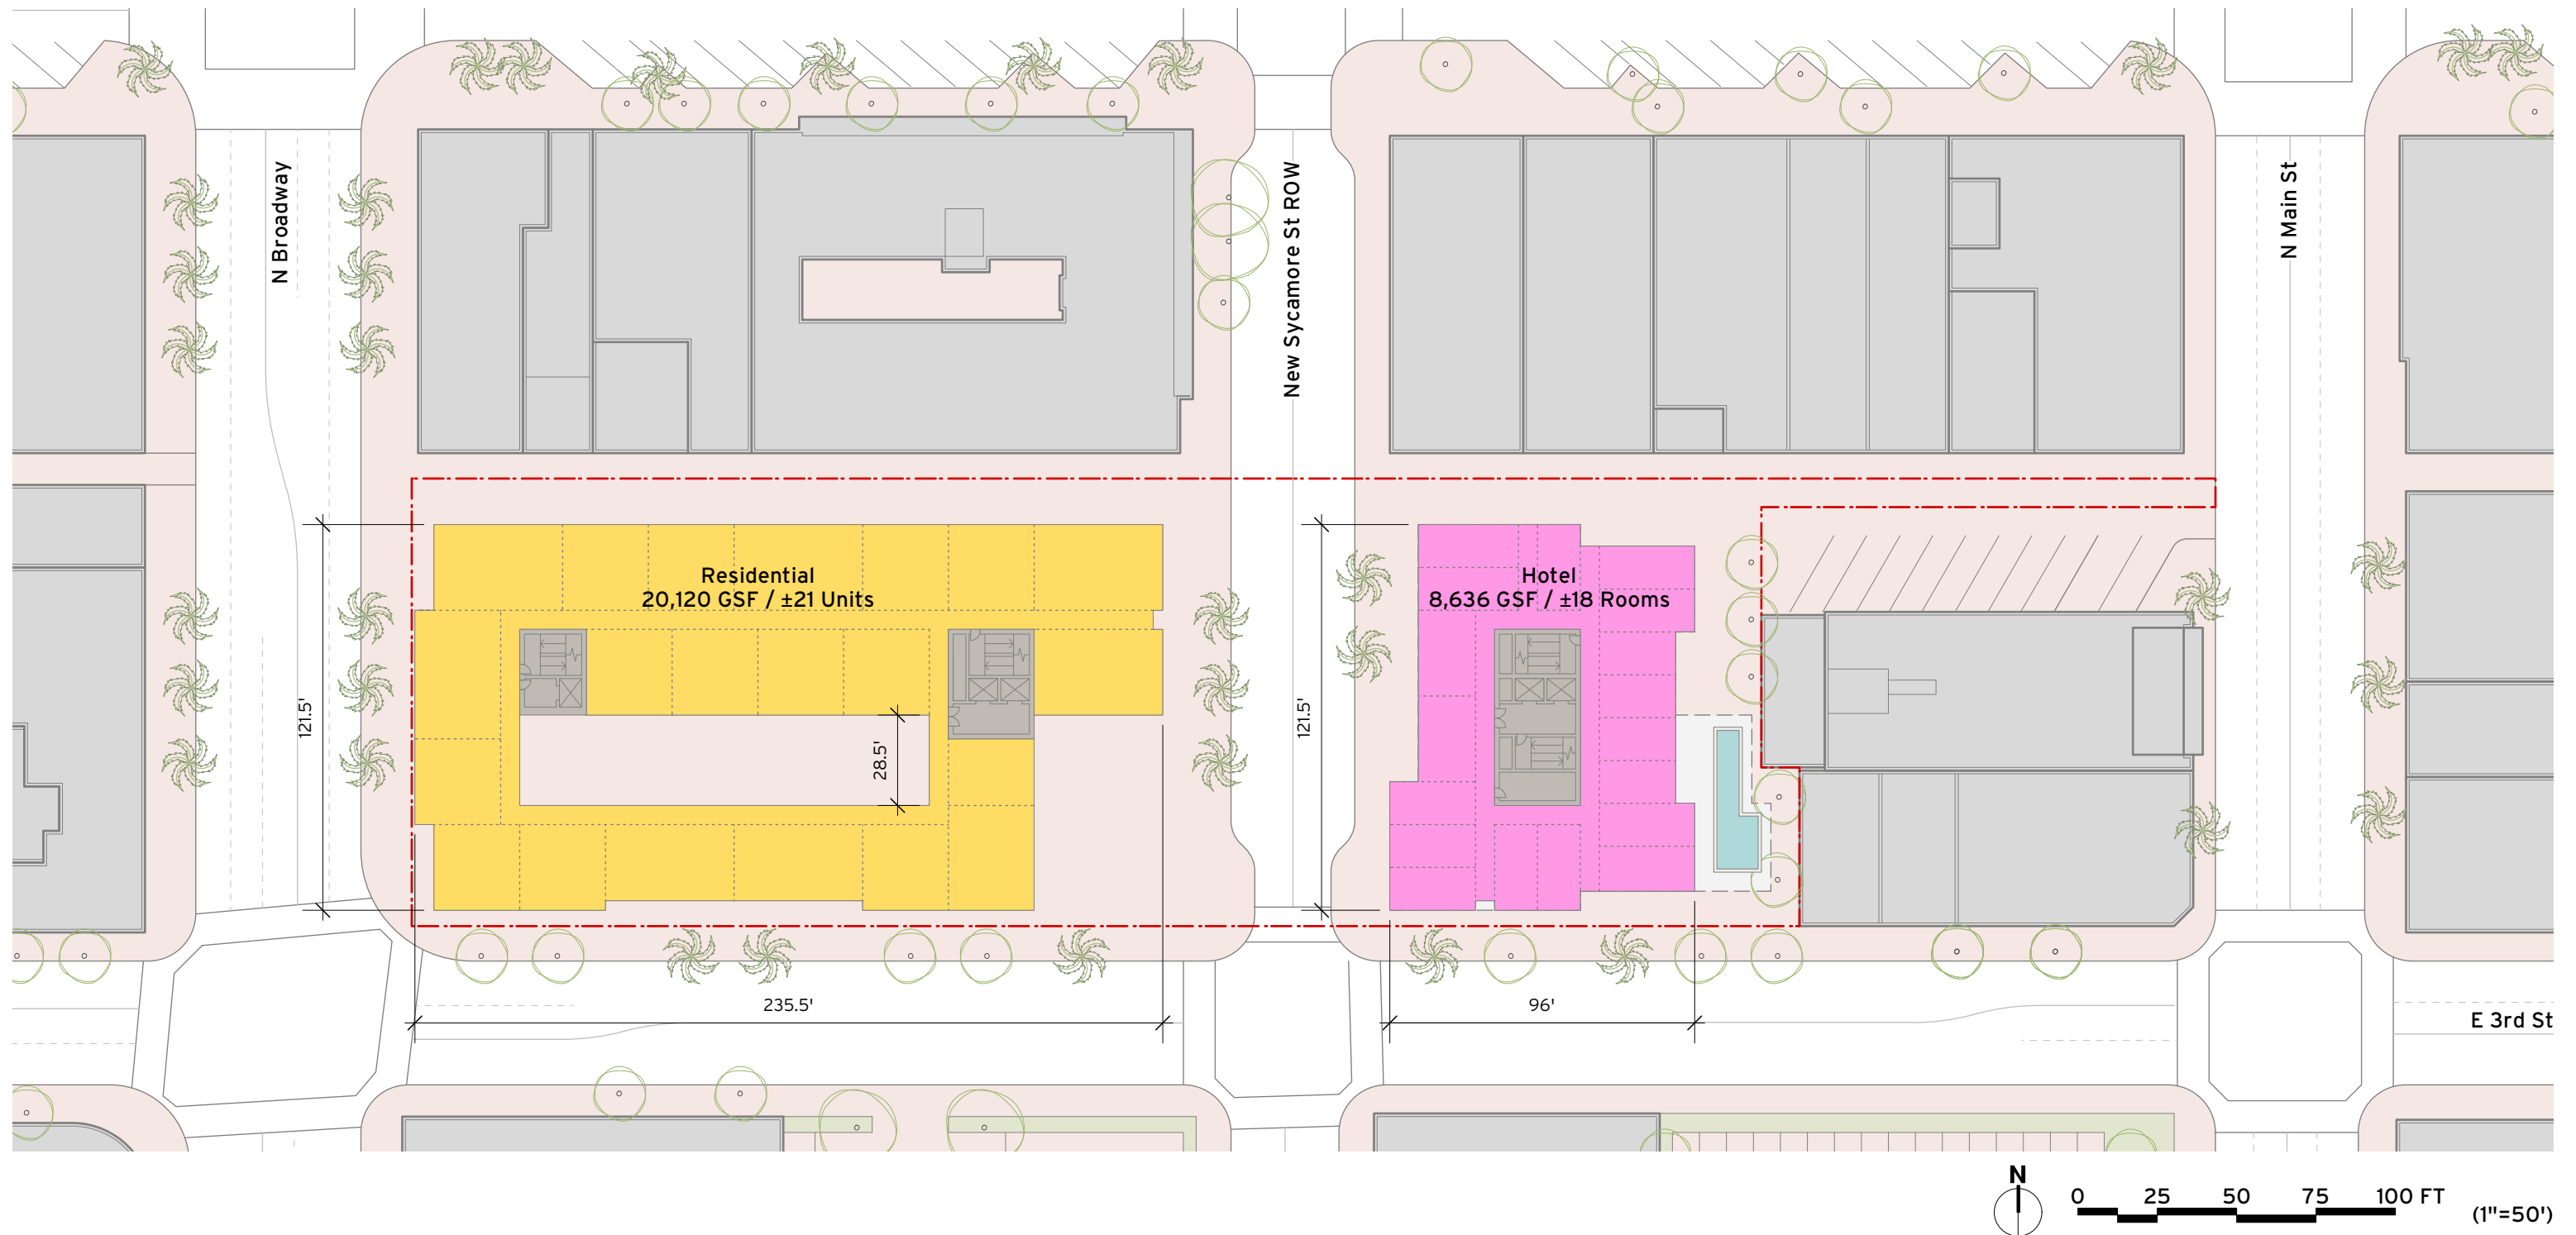 N Broadway
New Sycamore St ROW
N Main St
Residential
20,120 GSF / ±21 Units
Hotel
8,636 GSF / ±18 Rooms
121.5'
28.5'
121.5'
235.5'
96'
E 3rd St
N
0 25 50 75 100 FT
(1"=50')